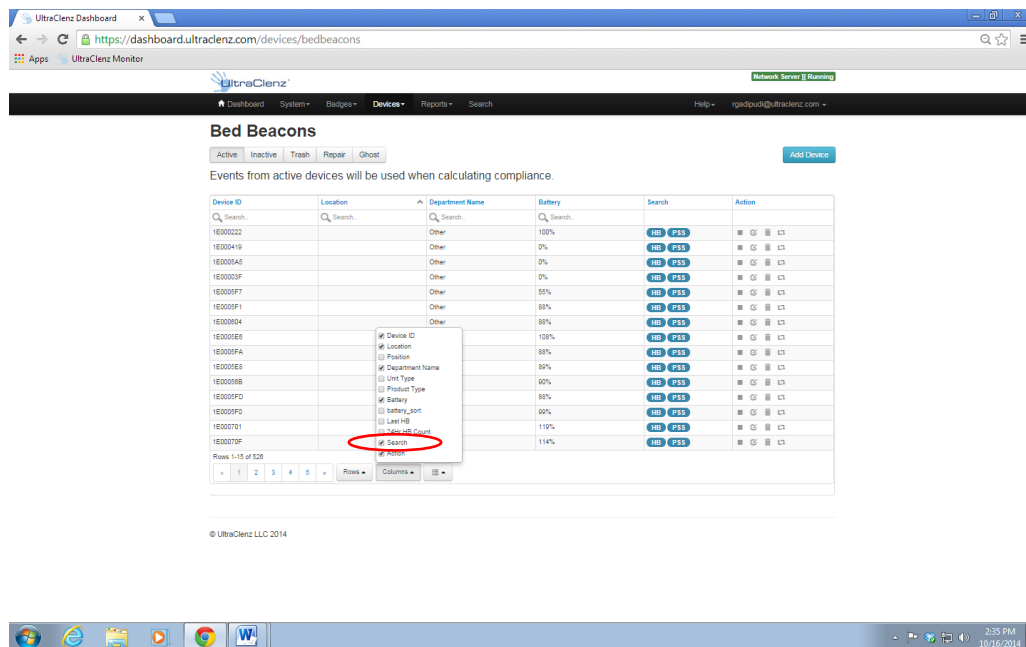 UltraClenz Dashboard
https://dashboard.ultraclenz.com/devices/bedbeacons
Apps UltraClenz Monitor
UltraClenz
Network Server ][ Running
Dashboard System Badges Devices Reports Search Help rgadipudi@ultraclenz.com
Bed Beacons
Active Inactive Trash Repair Ghost Add Device
Events from active devices will be used when calculating compliance.
Device ID Location Department Name Battery Search Action
Search.. Search.. Search.. Search..
1E000222 Other 100% HB PSS
1E000419 Other 0% HB PSS
1E0005A5 Other 0% HB PSS
1E00003F Other 0% HB PSS
1E0005F7 Other 55% HB PSS
1E0005F1 Other 88% HB PSS
1E000604 Other 88% HB PSS
1E0005E6 108% HB PSS
1E0005FA 88% HB PSS
1E0005E8 89% HB PSS
1E00056B 90% HB PSS
1E0005FD 88% HB PSS
1E0005F0 99% HB PSS
1E000701 119% HB PSS
1E00070F 114% HB PSS
Device ID
Location
Position
Department Name
Unit Type
Product Type
Battery
battery_sort
Last HB
24Hr HB Count
Search
Action
Rows 1-15 of 526
« 1 2 3 4 5 » Rows Columns
© UltraClenz LLC 2014
2:35 PM
10/16/2014